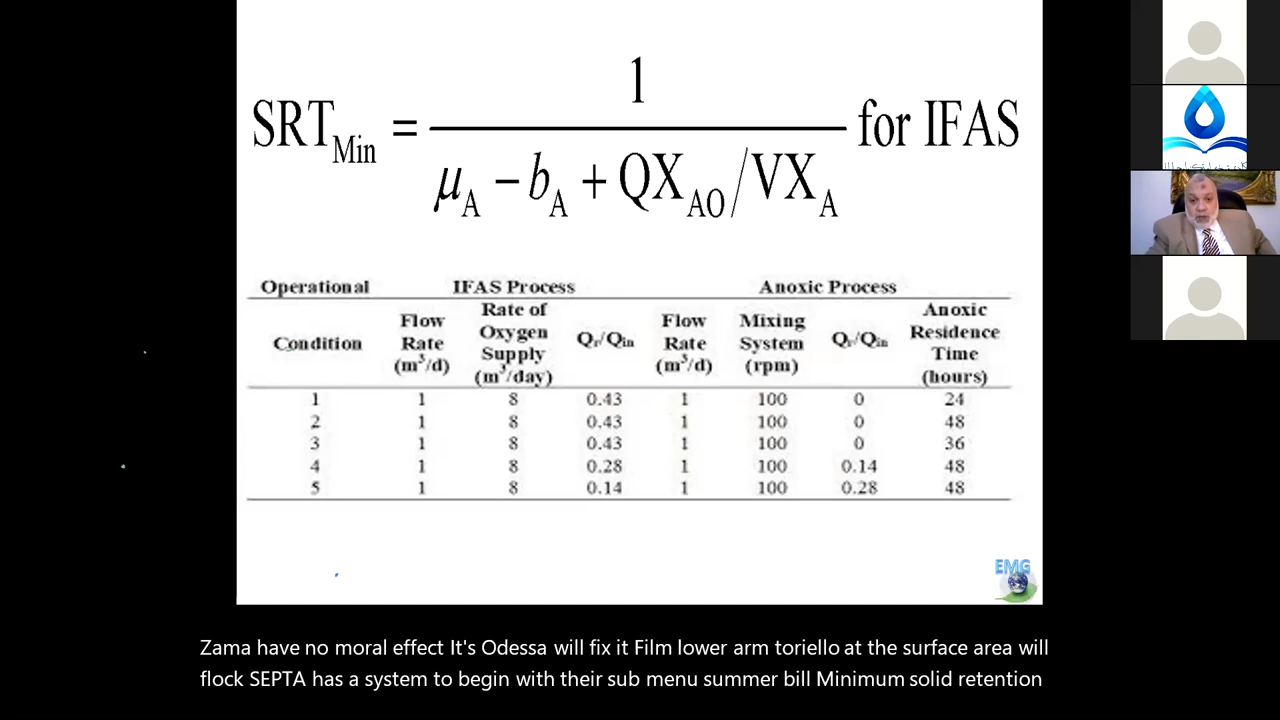 SRT_Min = 1 / (μ_A − b_A + QX_AO/VX_A) for IFAS
Operational IFAS Process Anoxic Process
Condition Flow Rate (m³/d) Rate of Oxygen Supply (m³/day) Qr/Qin Flow Rate (m³/d) Mixing System (rpm) Qr/Qin Anoxic Residence Time (hours)
1 1 8 0.43 1 100 0 24
2 1 8 0.43 1 100 0 48
3 1 8 0.43 1 100 0 36
4 1 8 0.28 1 100 0.14 48
5 1 8 0.14 1 100 0.28 48
EMG
Zama have no moral effect It's Odessa will fix it Film lower arm toriello at the surface area will
flock SEPTA has a system to begin with their sub menu summer bill Minimum solid retention